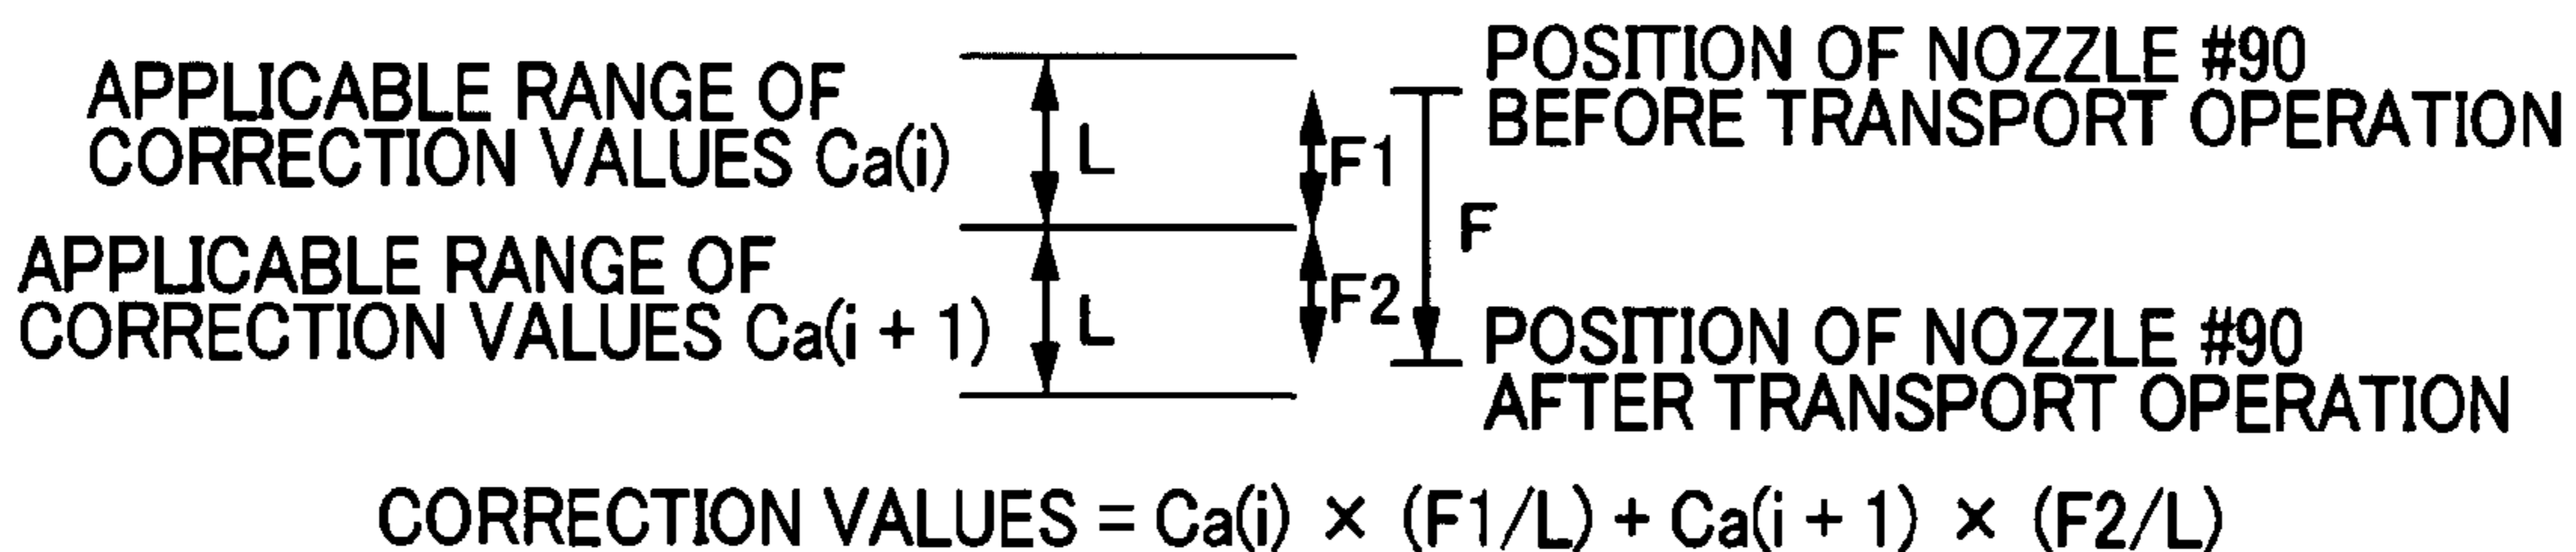 APPLICABLE RANGE OF
CORRECTION VALUES Ca(i)
L
F1
POSITION OF NOZZLE #90
BEFORE TRANSPORT OPERATION
F
APPLICABLE RANGE OF
CORRECTION VALUES Ca(i + 1)
L
F2
POSITION OF NOZZLE #90
AFTER TRANSPORT OPERATION
CORRECTION VALUES = Ca(i) × (F1/L) + Ca(i + 1) × (F2/L)